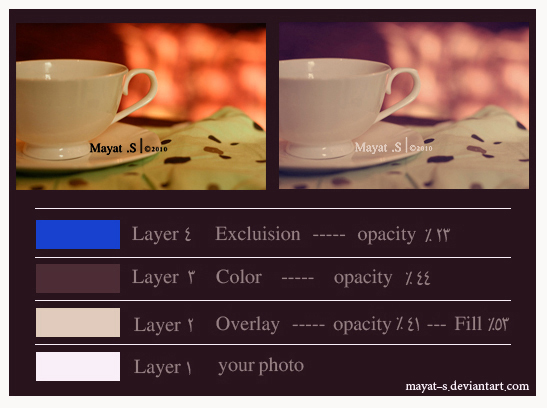 Mayat .S |©2010
Mayat .S |©2010
Layer ٤ Excluision ----- opacity ٪ ٢٣
Layer ٣ Color ----- opacity ٪ ٤٤
Layer ٢ Overlay ----- opacity ٪ ٤١ --- Fill ٪٥٣
Layer ١ your photo
mayat-s.deviantart.com